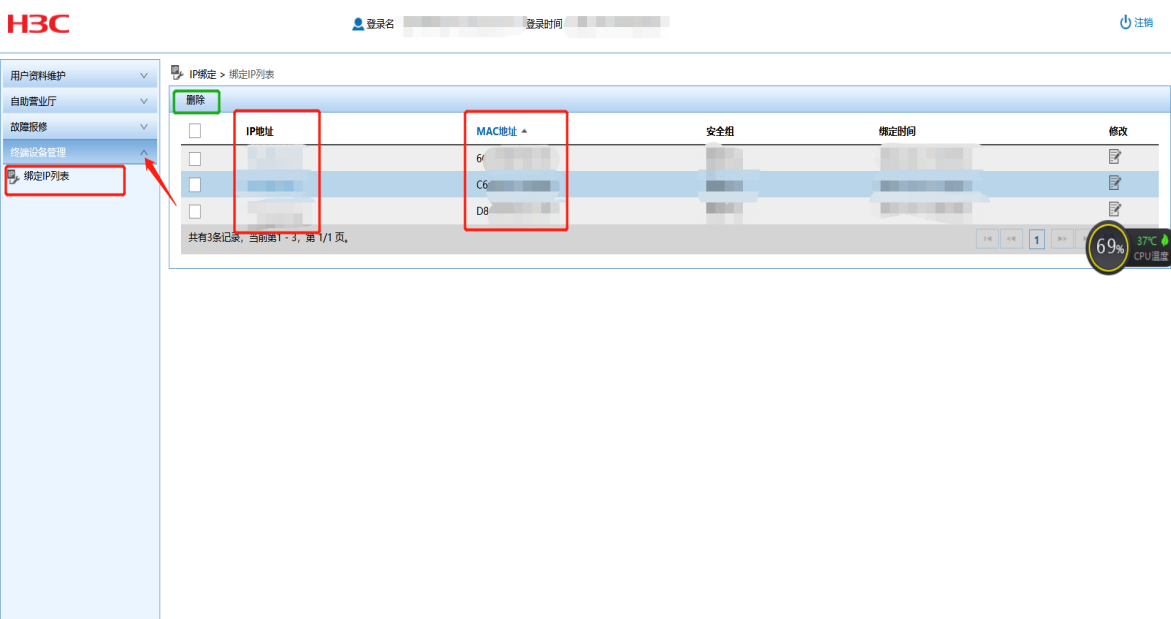 H3C
登录名 登录时间 注销
用户资料维护
自助营业厅
故障报修
终端设备管理
绑定IP列表
IP绑定 > 绑定IP列表
删除
IP地址 MAC地址 安全组 绑定时间 修改
C6
D8
共有3条记录, 当前第1 - 3, 第 1/1 页。 1
69%
37℃
CPU温度